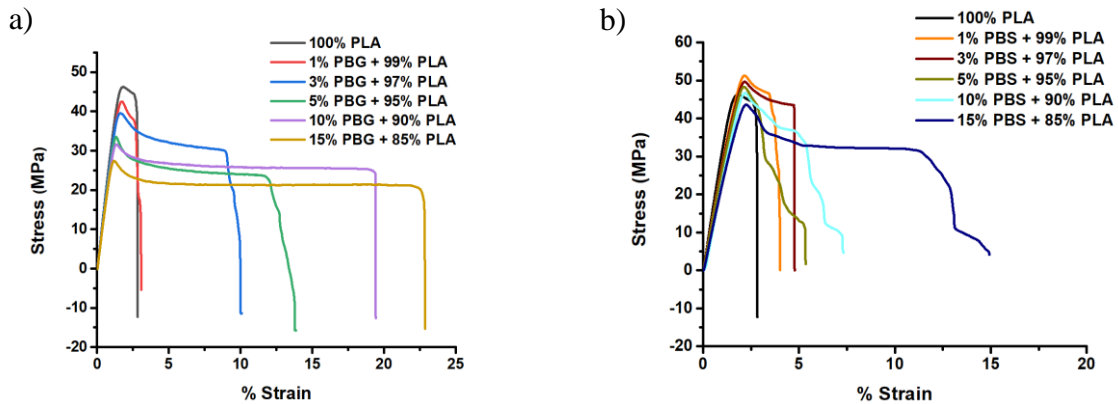 a)
100% PLA
1% PBG + 99% PLA
3% PBG + 97% PLA
5% PBG + 95% PLA
10% PBG + 90% PLA
15% PBG + 85% PLA
Stress (MPa)
50
40
30
20
10
0
-10
-20
0
5
10
15
20
25
% Strain
b)
100% PLA
1% PBS + 99% PLA
3% PBS + 97% PLA
5% PBS + 95% PLA
10% PBS + 90% PLA
15% PBS + 85% PLA
Stress (MPa)
60
50
40
30
20
10
0
-10
-20
0
5
10
15
20
% Strain